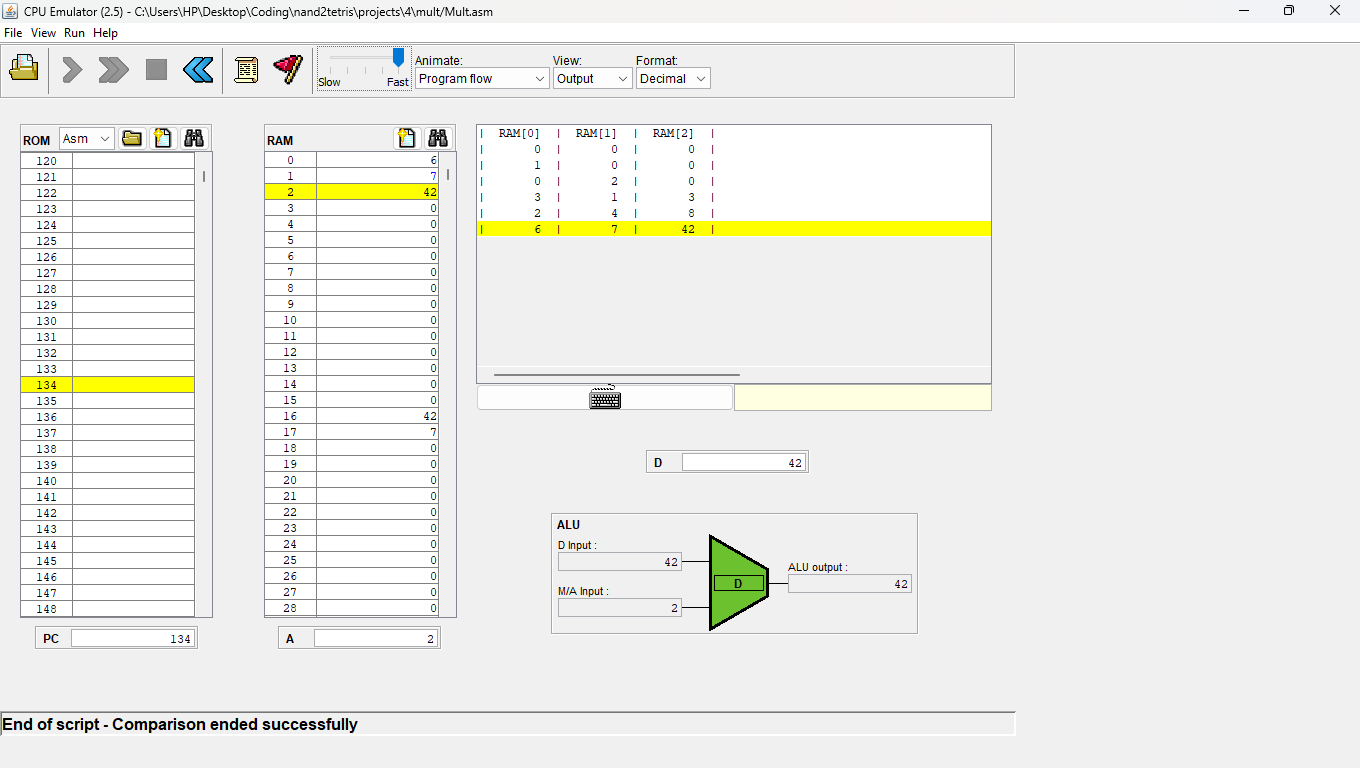 CPU Emulator (2.5) - C:\Users\HP\Desktop\Coding\nand2tetris\projects\4\mult/Mult.asm
File View Run Help
Slow Fast
Animate: View: Format:
Program flow Output Decimal
ROM Asm
120
121
122
123
124
125
126
127
128
129
130
131
132
133
134
135
136
137
138
139
140
141
142
143
144
145
146
147
148
PC 134
RAM
0 6
1 7
2 42
3 0
4 0
5 0
6 0
7 0
8 0
9 0
10 0
11 0
12 0
13 0
14 0
15 0
16 42
17 7
18 0
19 0
20 0
21 0
22 0
23 0
24 0
25 0
26 0
27 0
28 0
A 2
| RAM[0] | RAM[1] | RAM[2] |
| 0 | 0 | 0 |
| 1 | 0 | 0 |
| 0 | 2 | 0 |
| 3 | 1 | 3 |
| 2 | 4 | 8 |
| 6 | 7 | 42 |
D 42
ALU
D Input :
42
M/A Input :
2
D
ALU output :
42
End of script - Comparison ended successfully